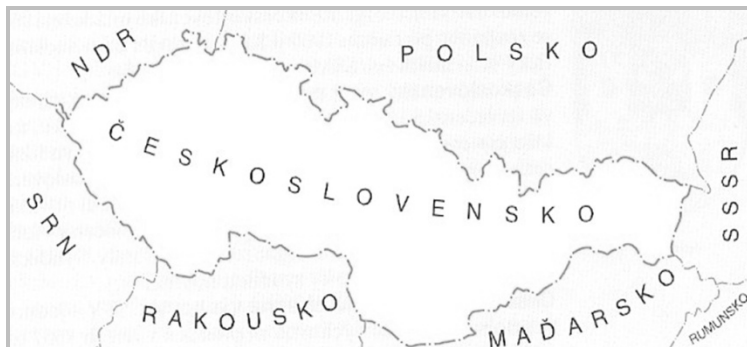 NDR
POLSKO
ČESKOSLOVENSKO
SRN
SSSR
RAKOUSKO
MAĎARSKO
RUMUNSKO